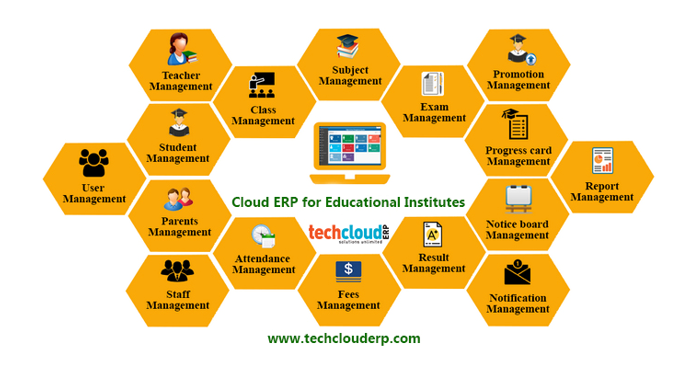 Teacher
Management
Class
Management
Subject
Management
Exam
Management
Promotion
Management
Student
Management
Progress card
Management
User
Management
Report
Management
Cloud ERP for Educational Institutes
Parents
Management
techcloud ERP
solutions unlimited
Notice board
Management
Attendance
Management
Result
Management
A+
Staff
Management
$
Fees
Management
Notification
Management
www.techclouderp.com